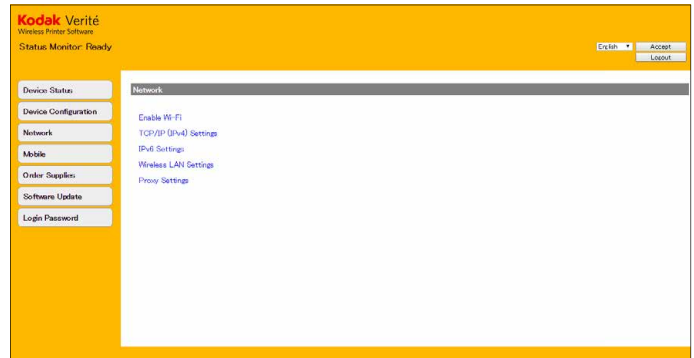 Kodak Verité
Wireless Printer Software
Status Monitor: Ready
English
Accept
Logout
Device Status
Device Configuration
Network
Mobile
Order Supplies
Software Update
Login Password
Network
Enable Wi-Fi
TCP/IP (IPv4) Settings
IPv6 Settings
Wireless LAN Settings
Proxy Settings